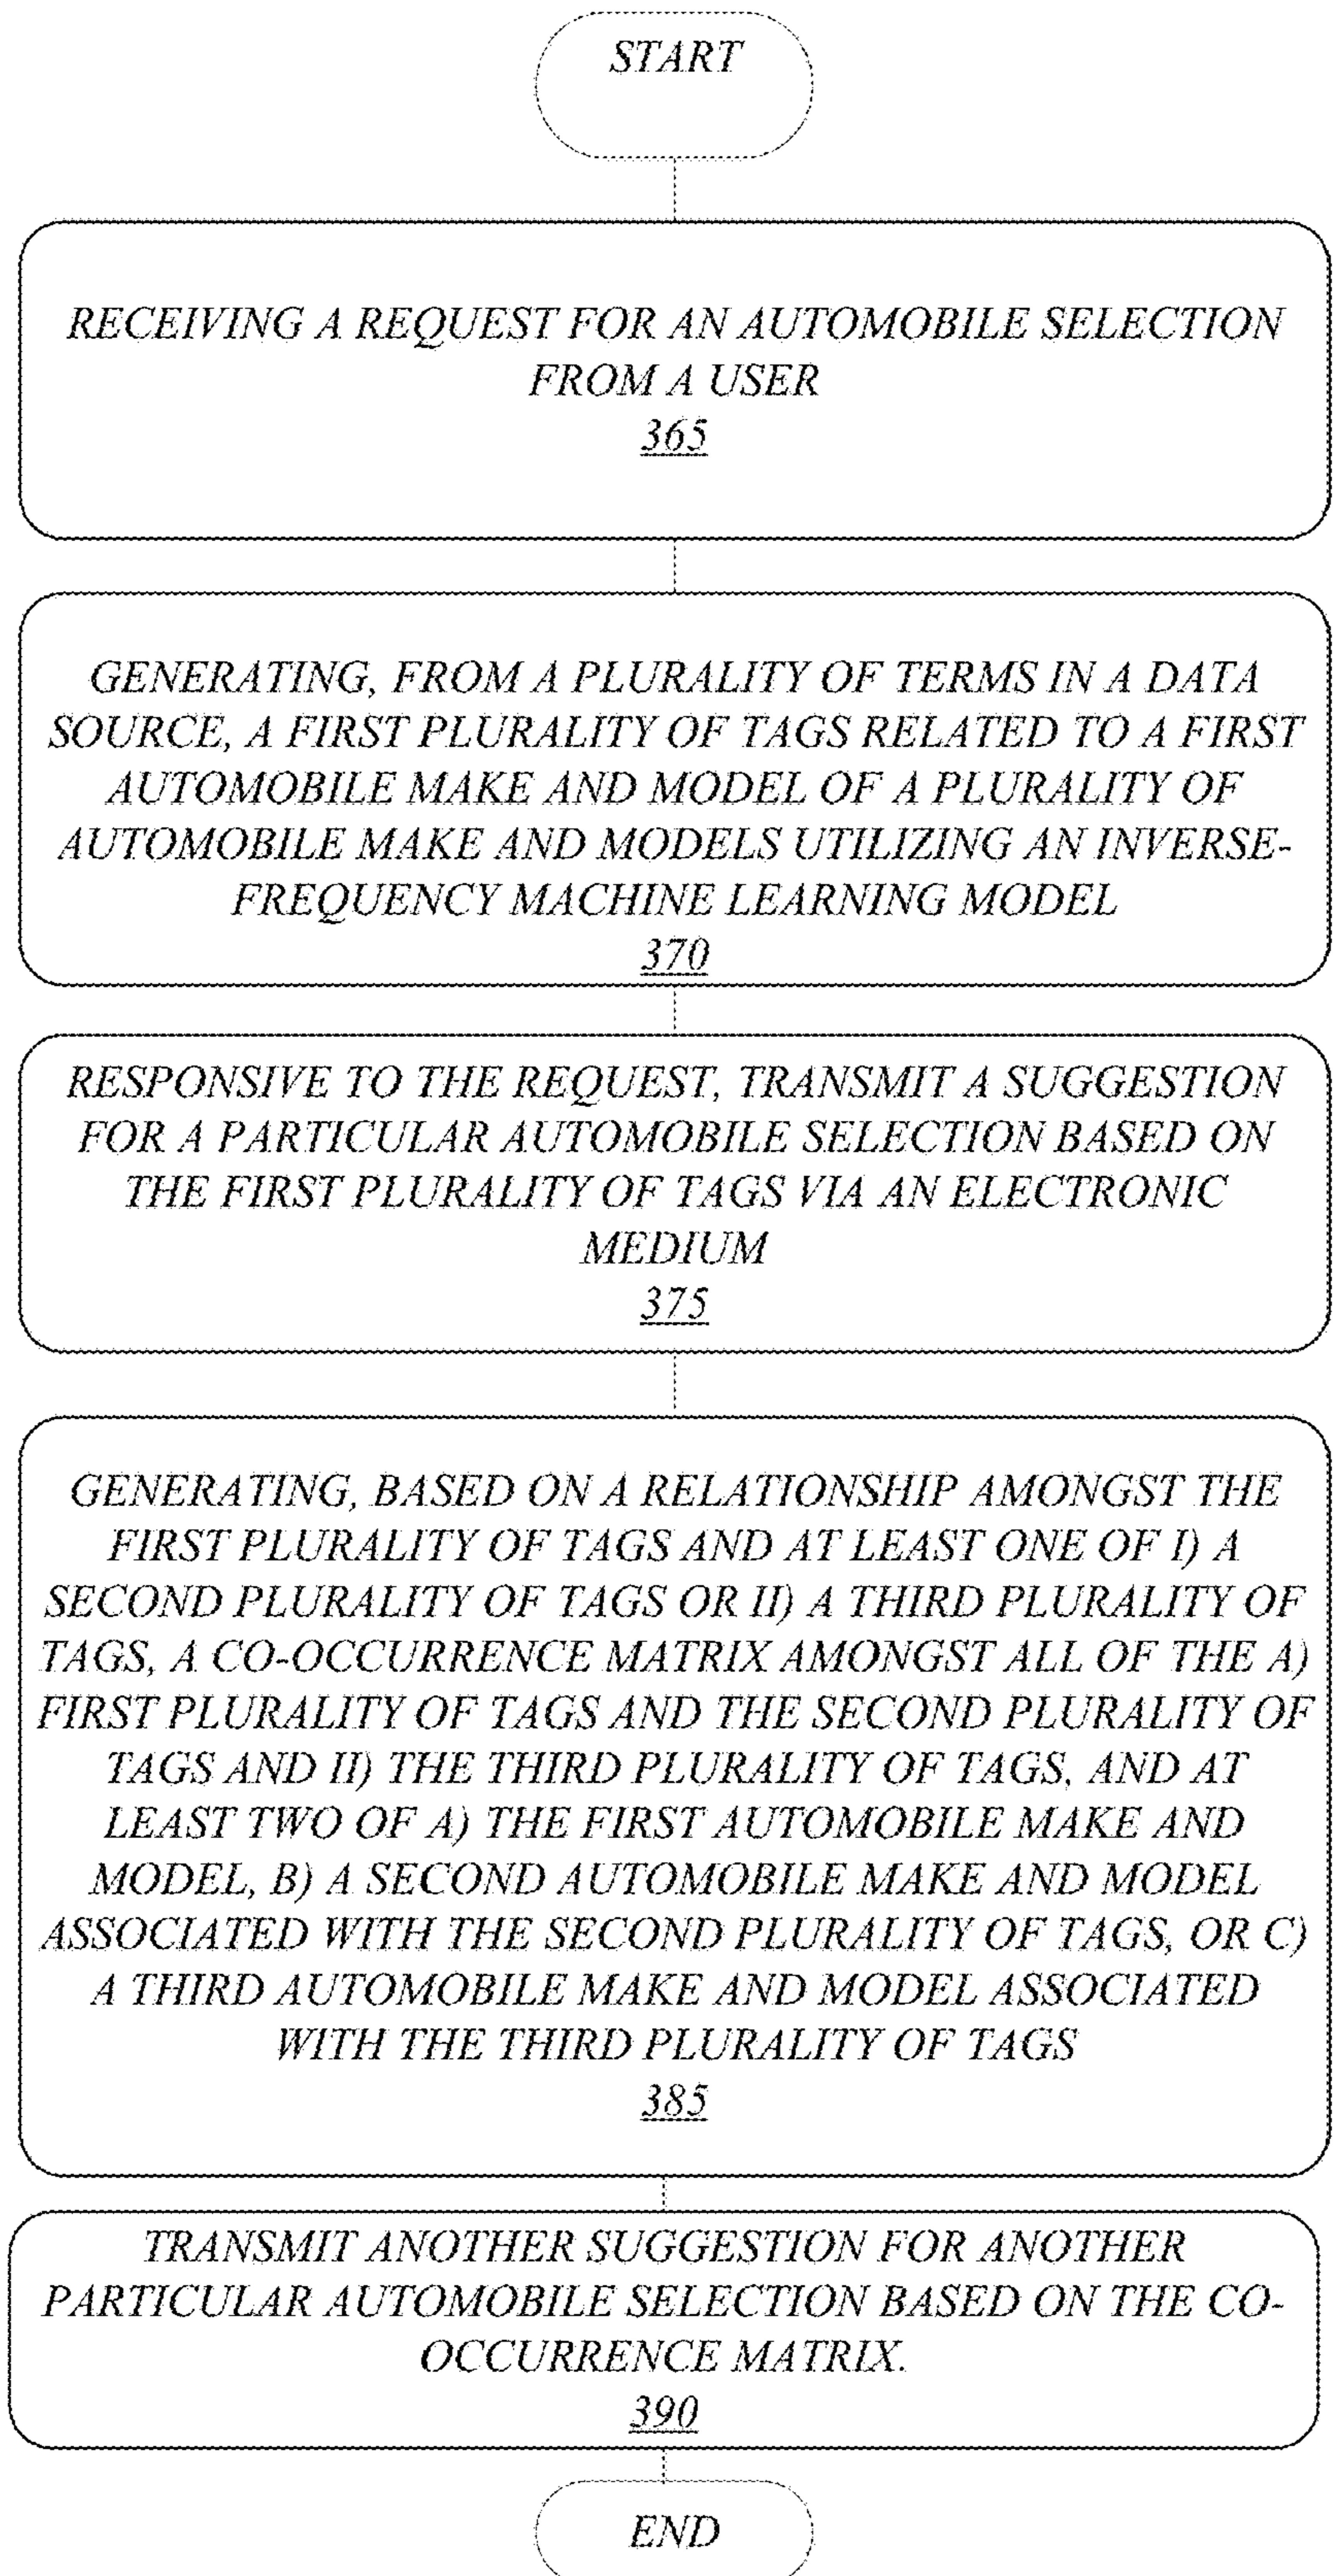 START
RECEIVING A REQUEST FOR AN AUTOMOBILE SELECTION
FROM A USER
365
GENERATING, FROM A PLURALITY OF TERMS IN A DATA
SOURCE, A FIRST PLURALITY OF TAGS RELATED TO A FIRST
AUTOMOBILE MAKE AND MODEL OF A PLURALITY OF
AUTOMOBILE MAKE AND MODELS UTILIZING AN INVERSE-
FREQUENCY MACHINE LEARNING MODEL
370
RESPONSIVE TO THE REQUEST, TRANSMIT A SUGGESTION
FOR A PARTICULAR AUTOMOBILE SELECTION BASED ON
THE FIRST PLURALITY OF TAGS VIA AN ELECTRONIC
MEDIUM
375
GENERATING, BASED ON A RELATIONSHIP AMONGST THE
FIRST PLURALITY OF TAGS AND AT LEAST ONE OF I) A
SECOND PLURALITY OF TAGS OR II) A THIRD PLURALITY OF
TAGS, A CO-OCCURRENCE MATRIX AMONGST ALL OF THE A)
FIRST PLURALITY OF TAGS AND THE SECOND PLURALITY OF
TAGS AND II) THE THIRD PLURALITY OF TAGS, AND AT
LEAST TWO OF A) THE FIRST AUTOMOBILE MAKE AND
MODEL, B) A SECOND AUTOMOBILE MAKE AND MODEL
ASSOCIATED WITH THE SECOND PLURALITY OF TAGS, OR C)
A THIRD AUTOMOBILE MAKE AND MODEL ASSOCIATED
WITH THE THIRD PLURALITY OF TAGS
385
TRANSMIT ANOTHER SUGGESTION FOR ANOTHER
PARTICULAR AUTOMOBILE SELECTION BASED ON THE CO-
OCCURRENCE MATRIX.
390
END